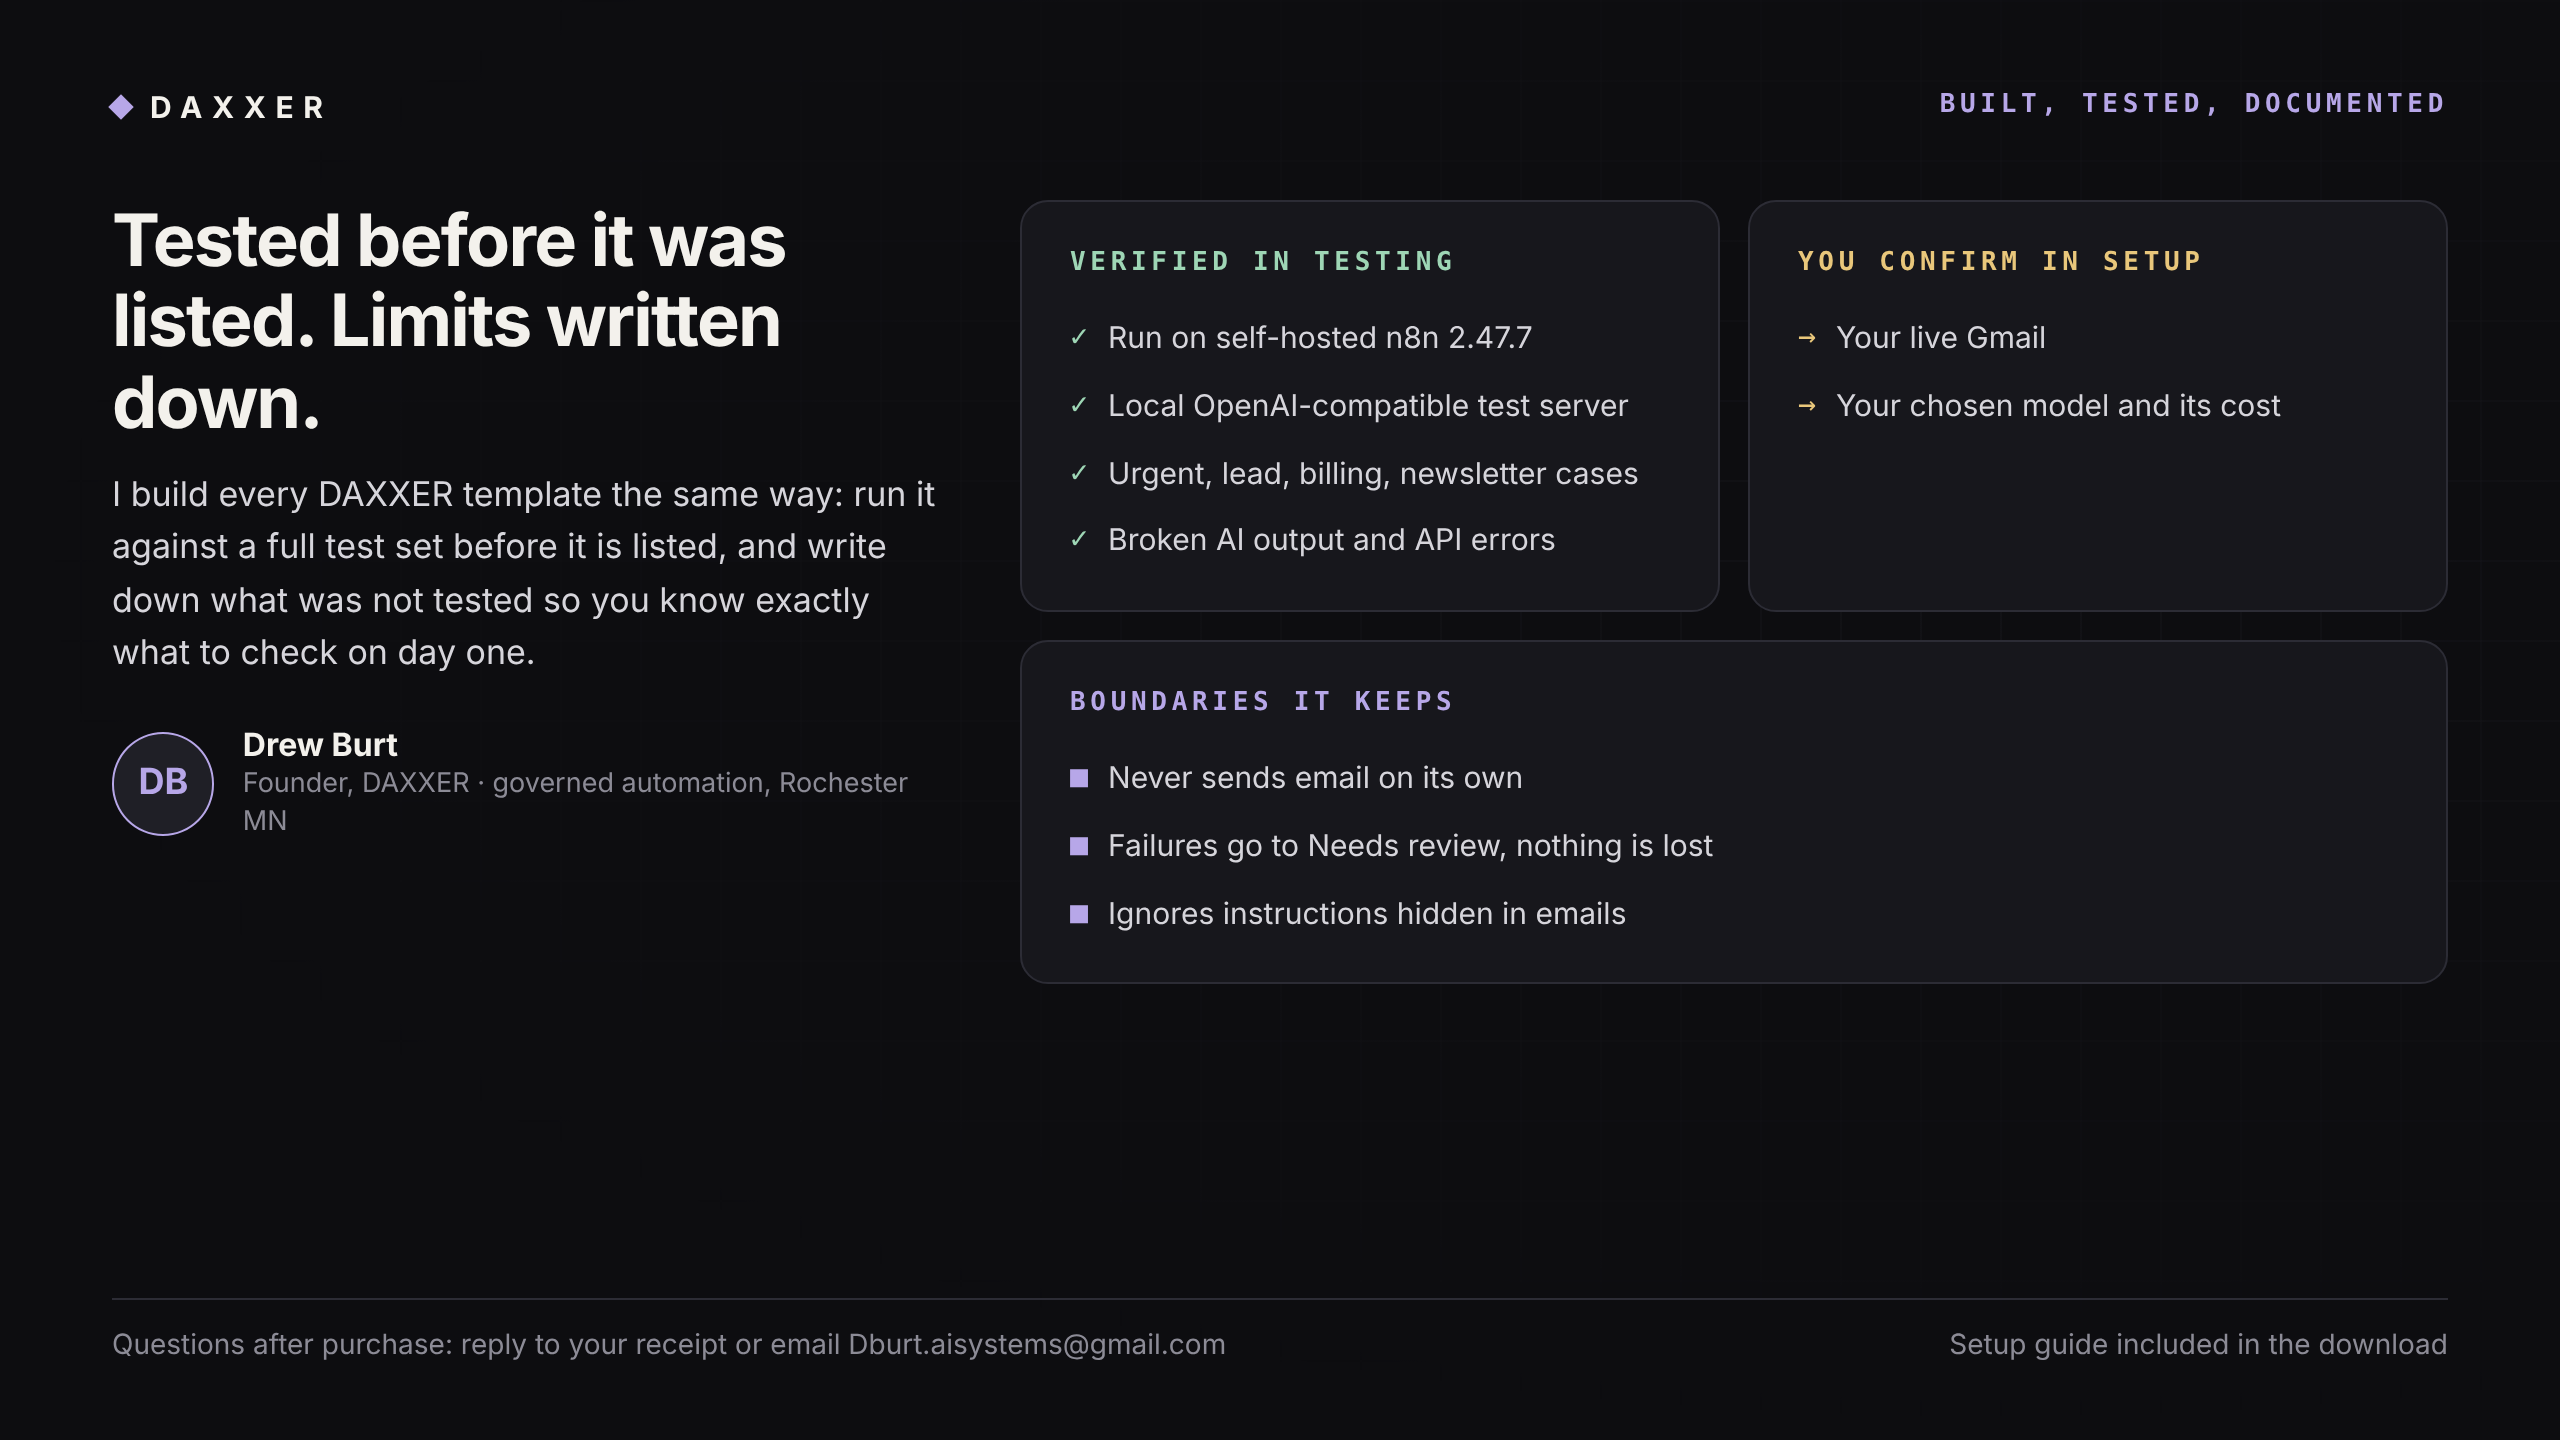 DAXXER
BUILT, TESTED, DOCUMENTED
Tested before it was
listed. Limits written
down.
I build every DAXXER template the same way: run it
against a full test set before it is listed, and write
down what was not tested so you know exactly
what to check on day one.
DB
Drew Burt
Founder, DAXXER · governed automation, Rochester
MN
VERIFIED IN TESTING
✓ Run on self-hosted n8n 2.47.7
✓ Local OpenAI-compatible test server
✓ Urgent, lead, billing, newsletter cases
✓ Broken AI output and API errors
YOU CONFIRM IN SETUP
→ Your live Gmail
→ Your chosen model and its cost
BOUNDARIES IT KEEPS
■ Never sends email on its own
■ Failures go to Needs review, nothing is lost
■ Ignores instructions hidden in emails
Questions after purchase: reply to your receipt or email Dburt.aisystems@gmail.com
Setup guide included in the download